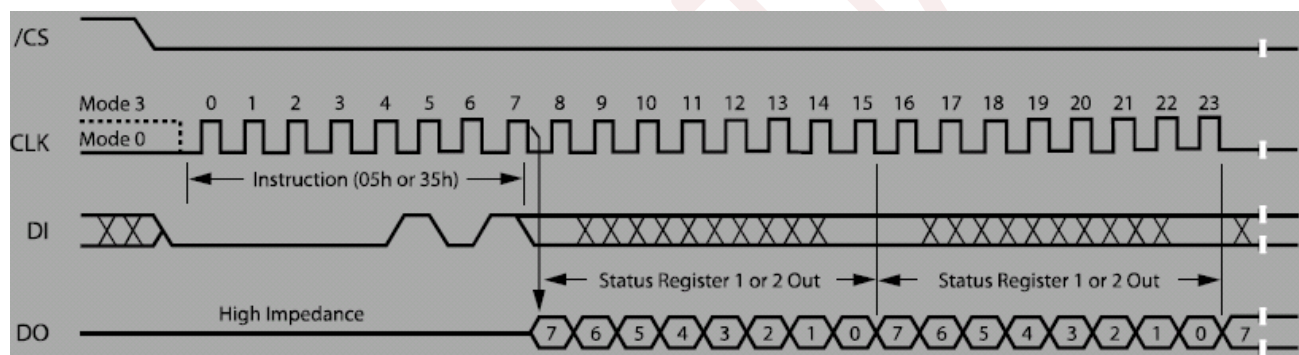 /CS
Mode 3 0 1 2 3 4 5 6 7 8 9 10 11 12 13 14 15 16 17 18 19 20 21 22 23
CLK Mode 0
Instruction (05h or 35h)
DI
Status Register 1 or 2 Out Status Register 1 or 2 Out
High Impedance
DO 7 6 5 4 3 2 1 0 7 6 5 4 3 2 1 0 7